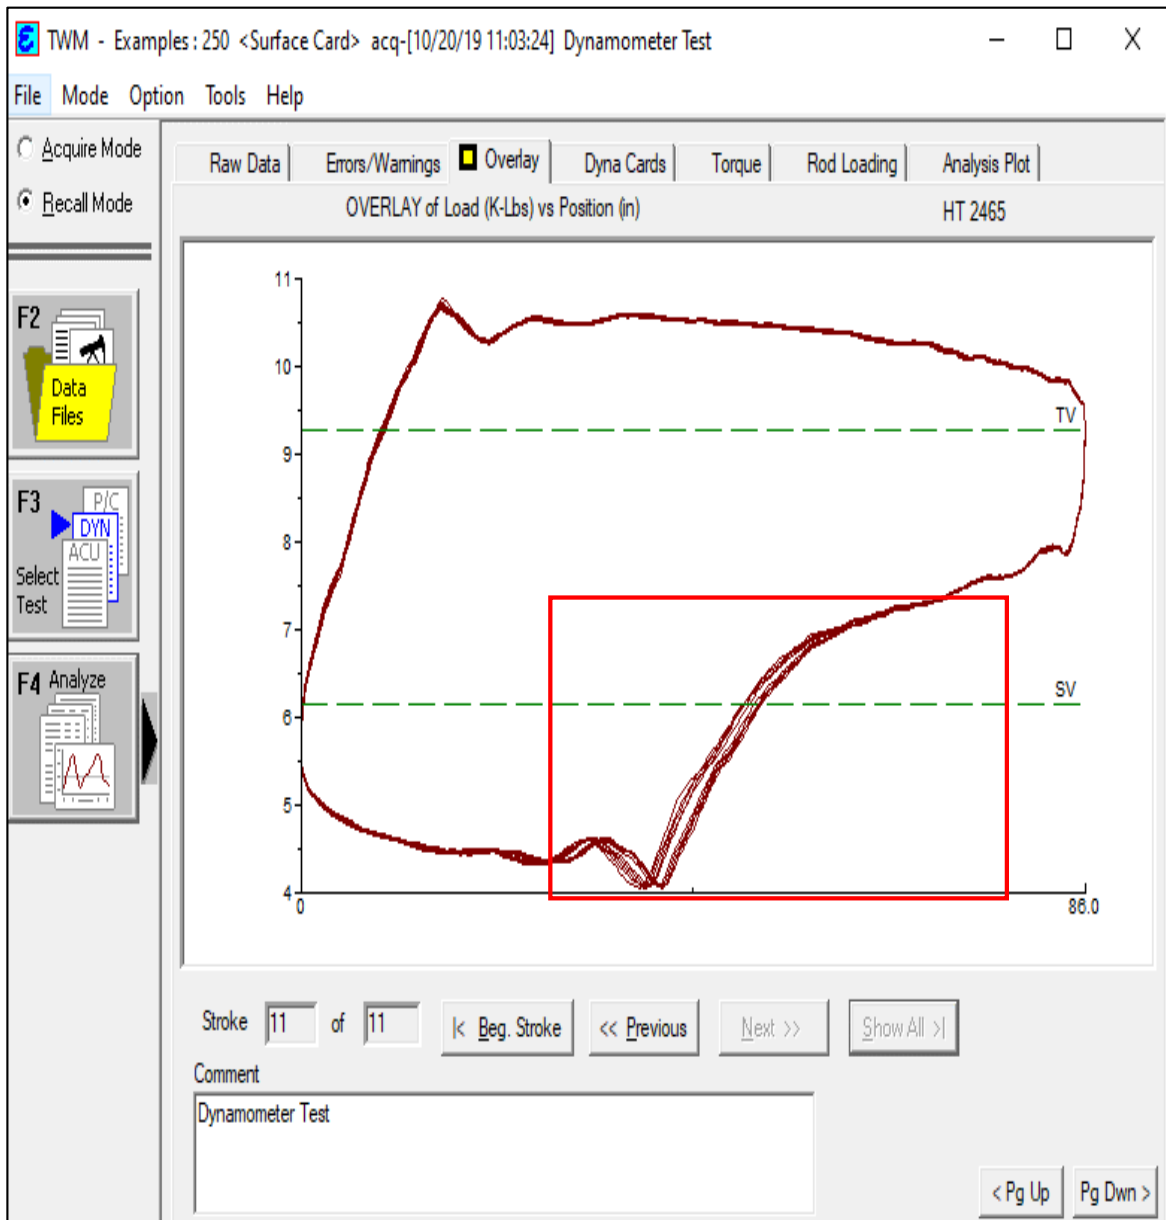 TWM - Examples : 250 <Surface Card> acq-[10/20/19 11:03:24] Dynamometer Test
File Mode Option Tools Help
Acquire Mode
Recall Mode
Raw Data Errors/Warnings Overlay Dyna Cards Torque Rod Loading Analysis Plot
OVERLAY of Load (K-Lbs) vs Position (in) HT 2465
F2
Data
Files
F3
P/C
DYN
ACU
Select
Test
F4 Analyze
11
10
9
8
7
6
5
4
0
86.0
TV
SV
Stroke 11 of 11 |< Beg. Stroke << Previous Next >> Show All >|
Comment
Dynamometer Test
< Pg Up Pg Dwn >